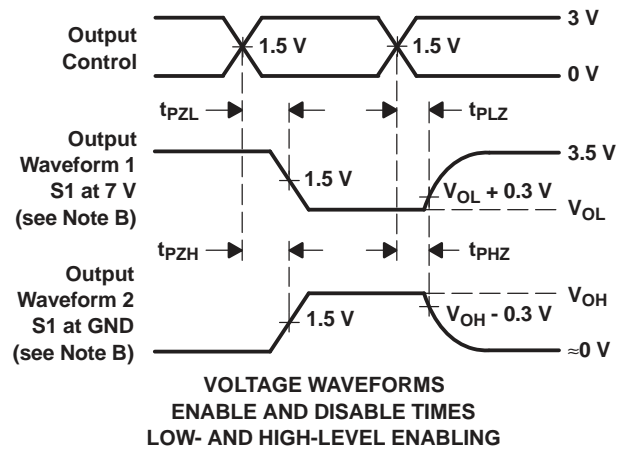 Output
Control
1.5 V
1.5 V
3 V
0 V
tPZL
tPLZ
Output
Waveform 1
S1 at 7 V
(see Note B)
1.5 V
VOL + 0.3 V
3.5 V
VOL
tPZH
tPHZ
Output
Waveform 2
S1 at GND
(see Note B)
1.5 V
VOH - 0.3 V
VOH
≈0 V
VOLTAGE WAVEFORMS
ENABLE AND DISABLE TIMES
LOW- AND HIGH-LEVEL ENABLING